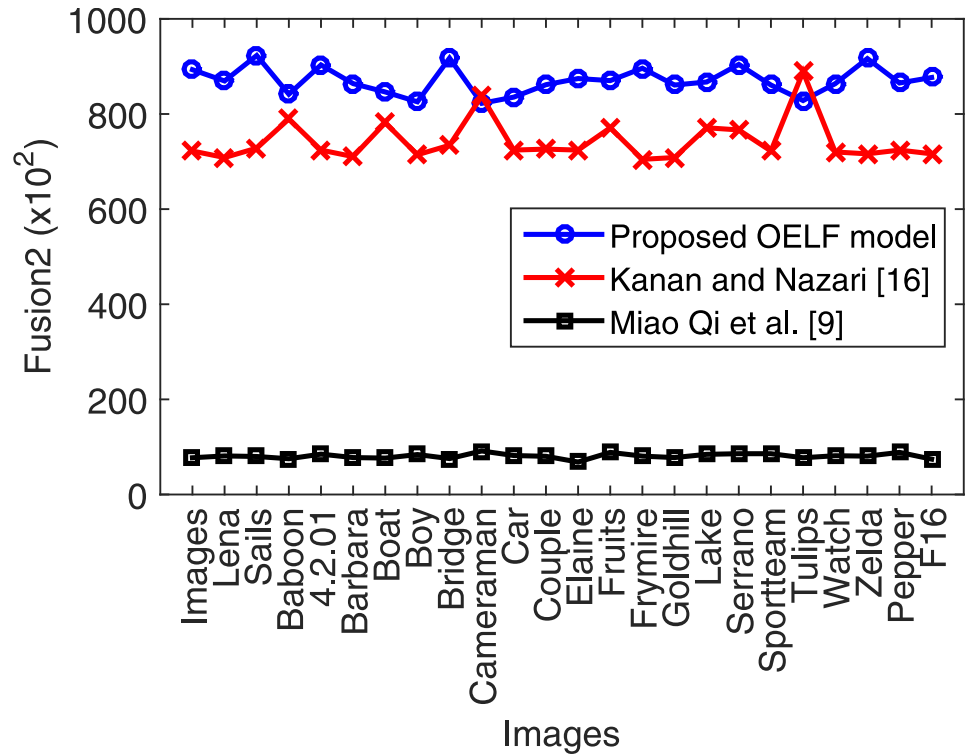 1000
800
600
400
200
0
Fusion2 (x10²)
Proposed OELF model
Kanan and Nazari [16]
Miao Qi et al. [9]
Images
Lena
Sails
Baboon
4.2.01
Barbara
Boat
Boy
Bridge
Cameraman
Car
Couple
Elaine
Fruits
Frymire
Goldhill
Lake
Serrano
Sportteam
Tulips
Watch
Zelda
Pepper
F16
Images